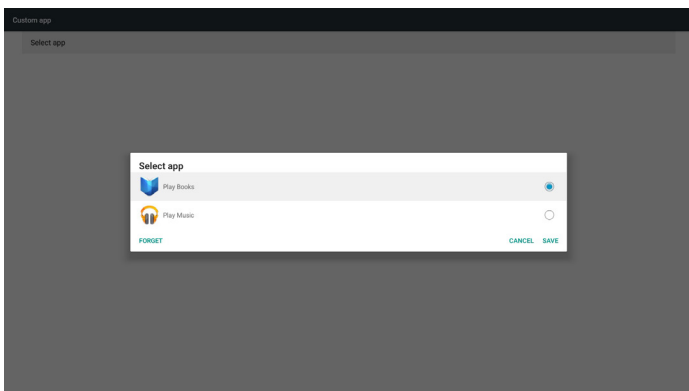 Custom app
Select app
Select app
Play Books
Play Music
FORGET CANCEL SAVE